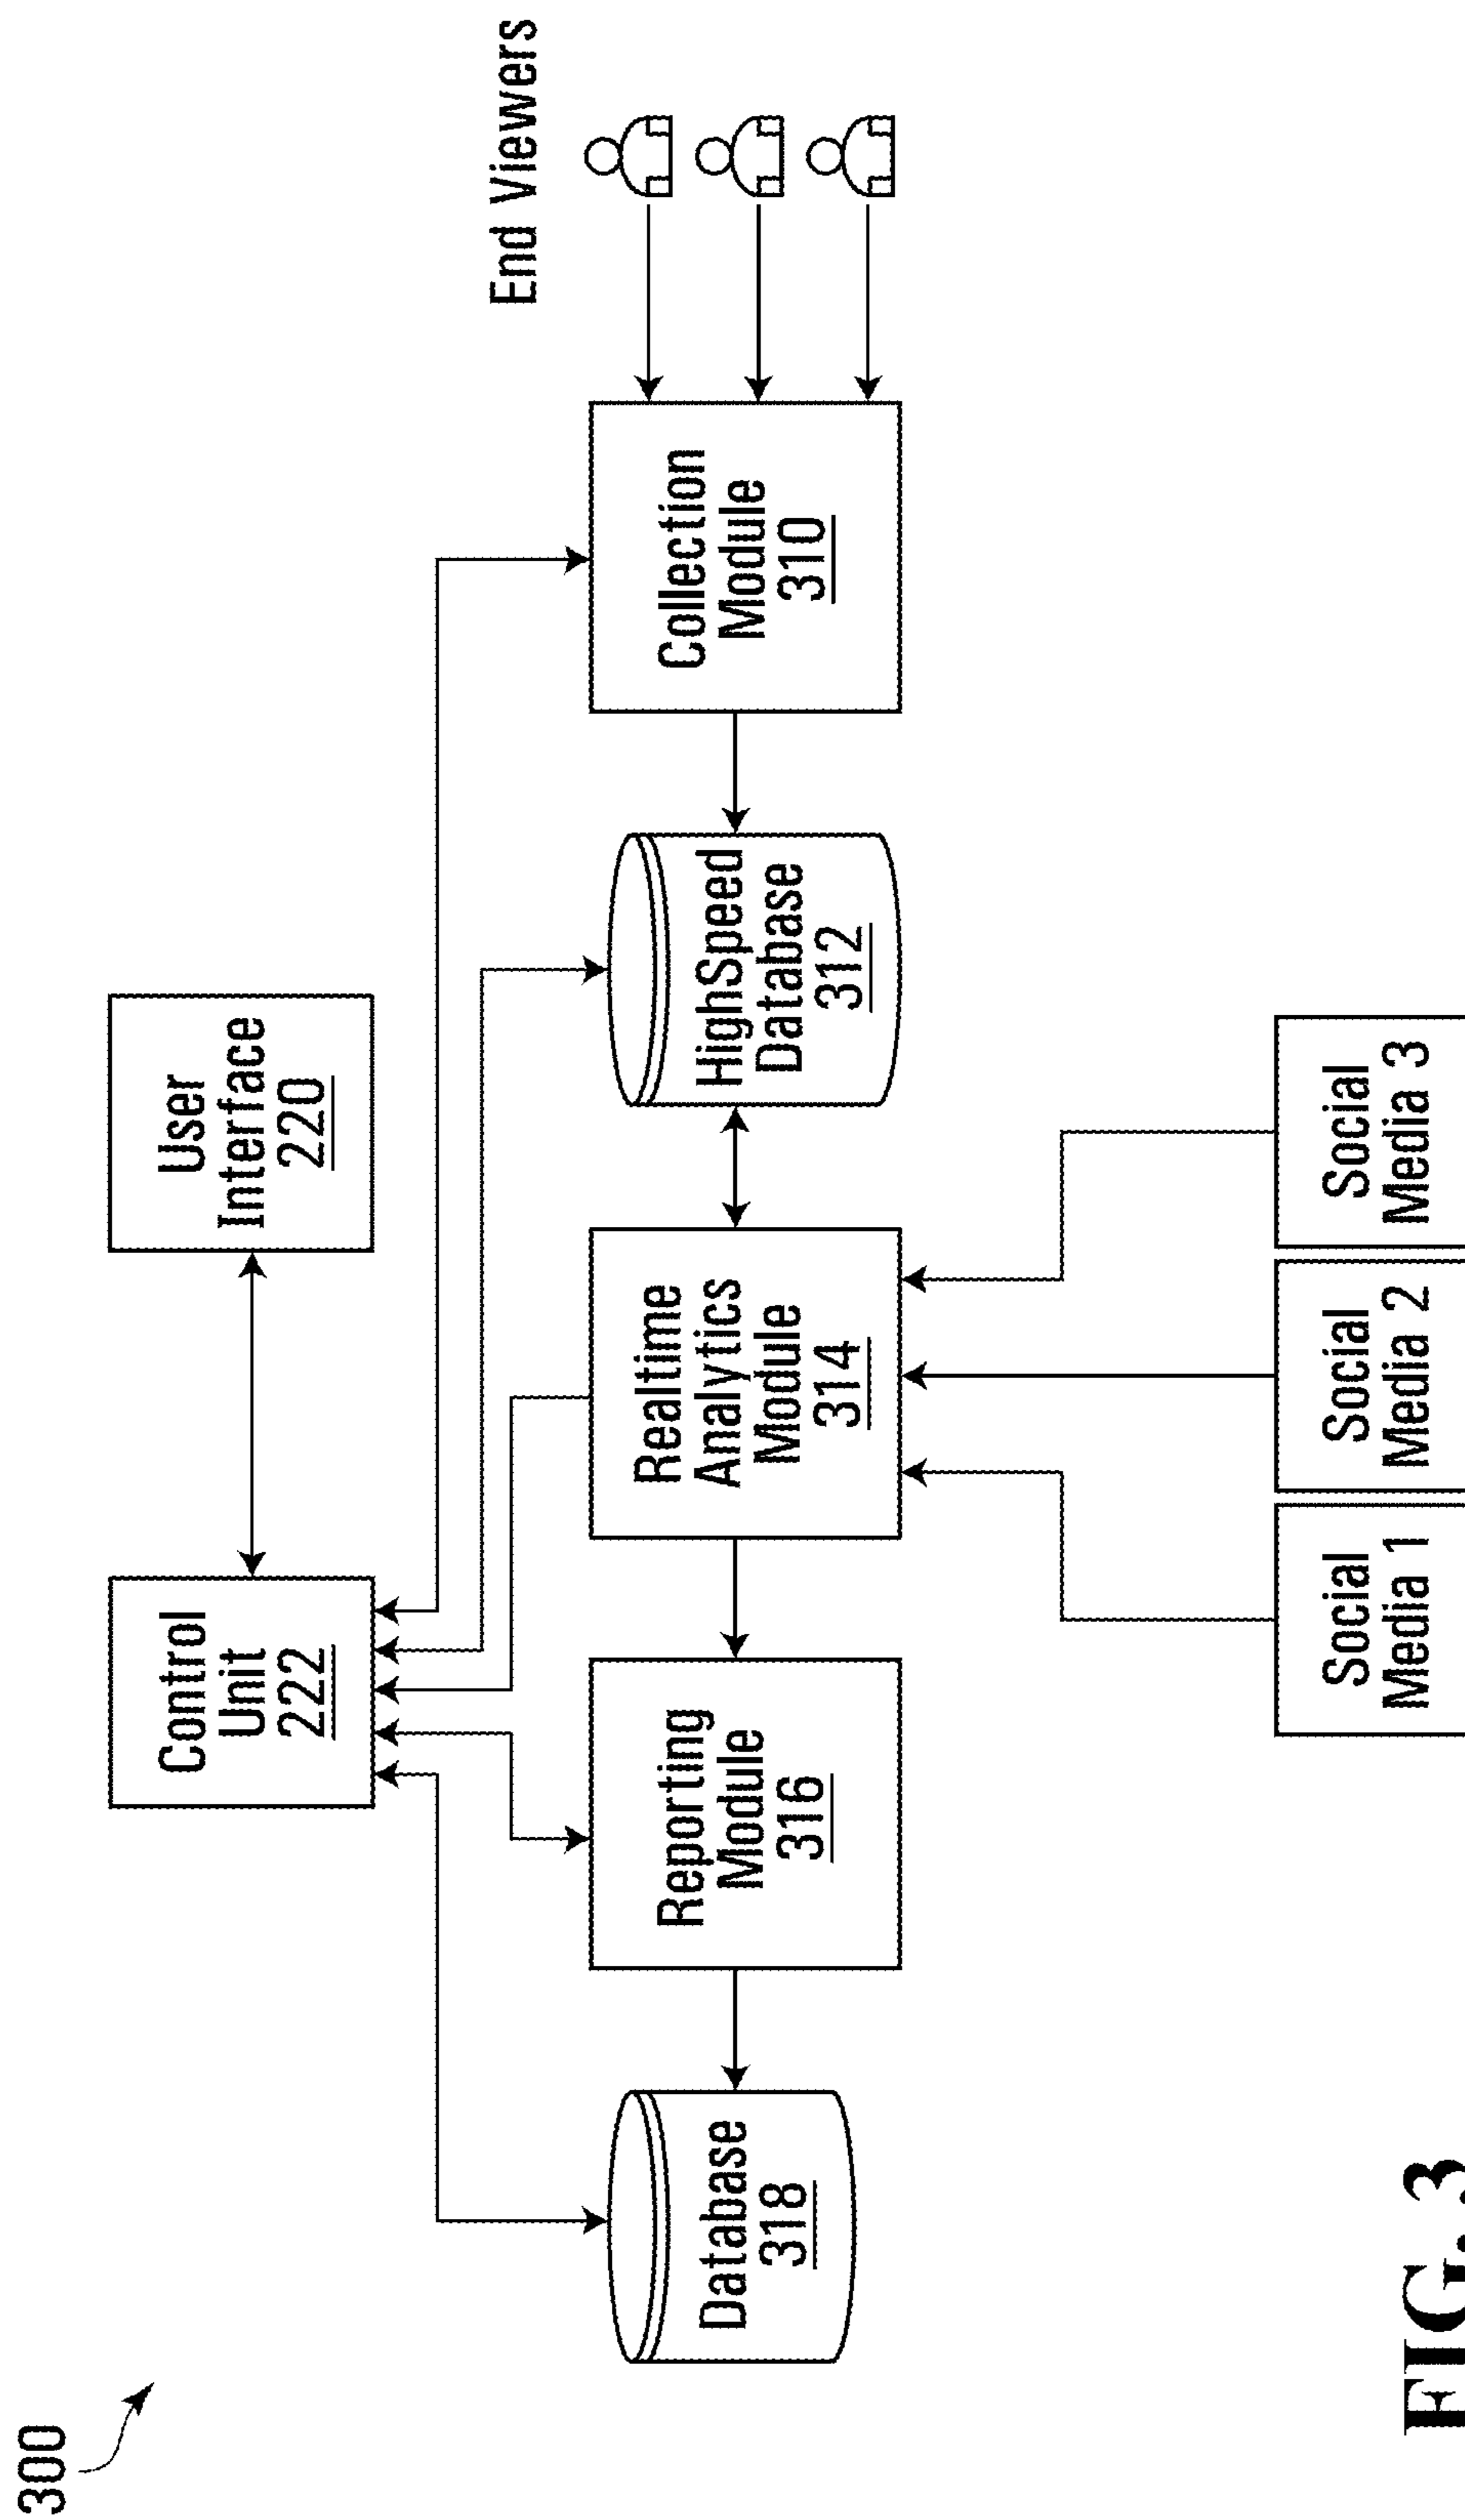 300
Control
Unit
222
User
Interface
220
End Viewers
Database
318
Reporting
Module
316
Realtime
Analytics
Module
314
HighSpeed
Database
312
Collection
Module
310
Social
Media 1
Social
Media 2
Social
Media 3
FIG. 3